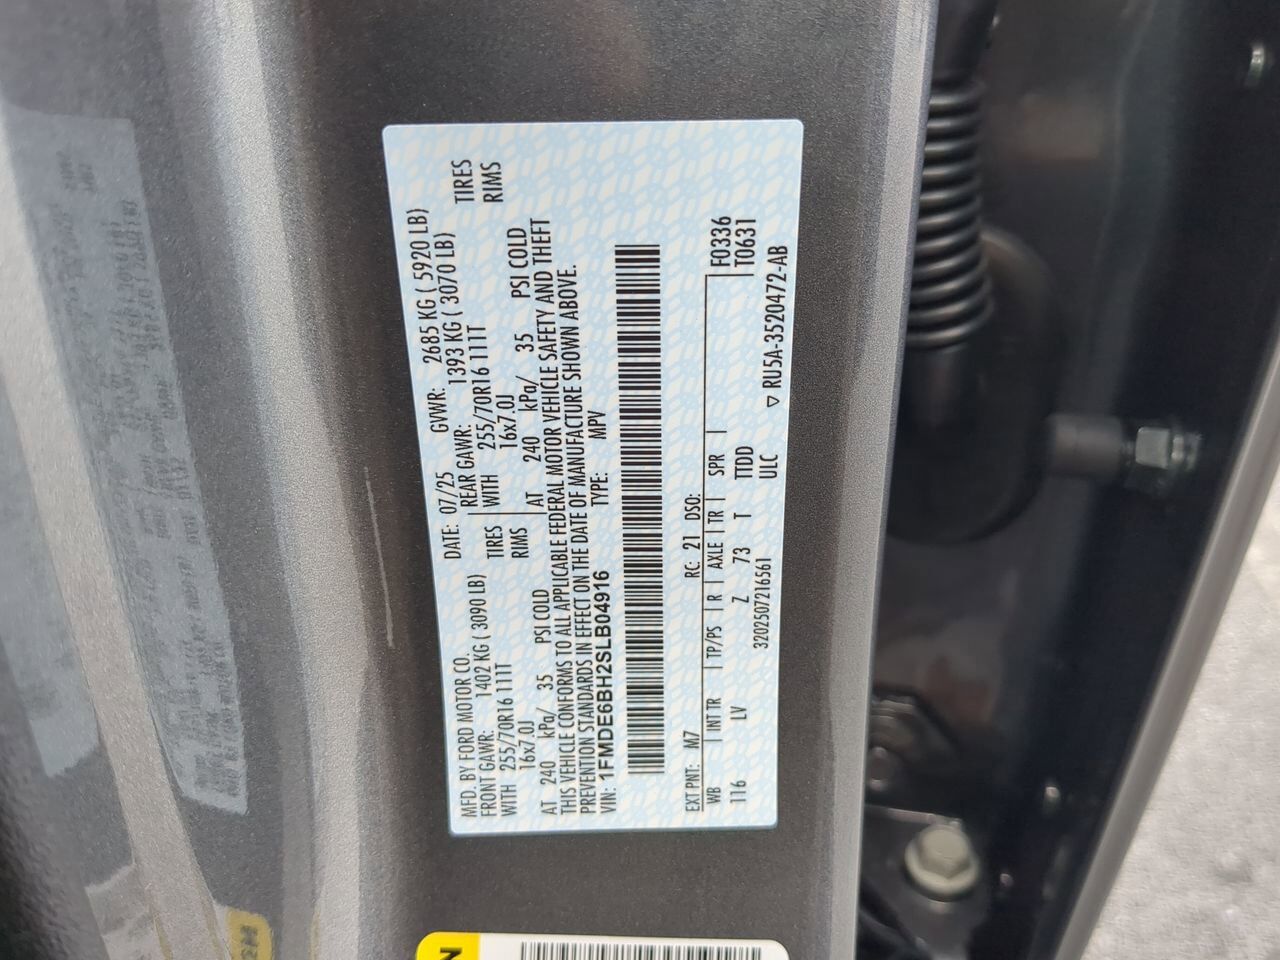 MFD. BY FORD MOTOR CO.
DATE: 07/25 GVWR: 2685 KG ( 5920 LB)
FRONT GAWR: 1402 KG ( 3090 LB)
REAR GAWR: 1393 KG ( 3070 LB)
WITH 255/70R16 111T TIRES
WITH 255/70R16 111T TIRES
16x7.0J RIMS
16x7.0J RIMS
AT 240 kPa/ 35 PSI COLD
AT 240 kPa/ 35 PSI COLD
THIS VEHICLE CONFORMS TO ALL APPLICABLE FEDERAL MOTOR VEHICLE SAFETY AND THEFT
PREVENTION STANDARDS IN EFFECT ON THE DATE OF MANUFACTURE SHOWN ABOVE.
VIN: 1FMDE6BH2SLB04916 TYPE: MPV
EXT PNT: M7 RC: 21 DSO: F0336
WB INT TR TP/PS R AXLE TR SPR T0631
116 LV Z 73 T TTDD
ULC
3202507216561 ▽ RU5A-3520472-AB
N